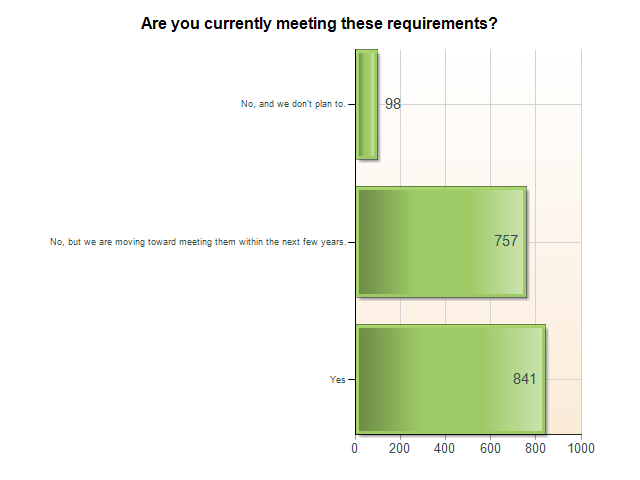 Are you currently meeting these requirements?
No, and we don't plan to.
98
No, but we are moving toward meeting them within the next few years.
757
Yes
841
0 200 400 600 800 1000